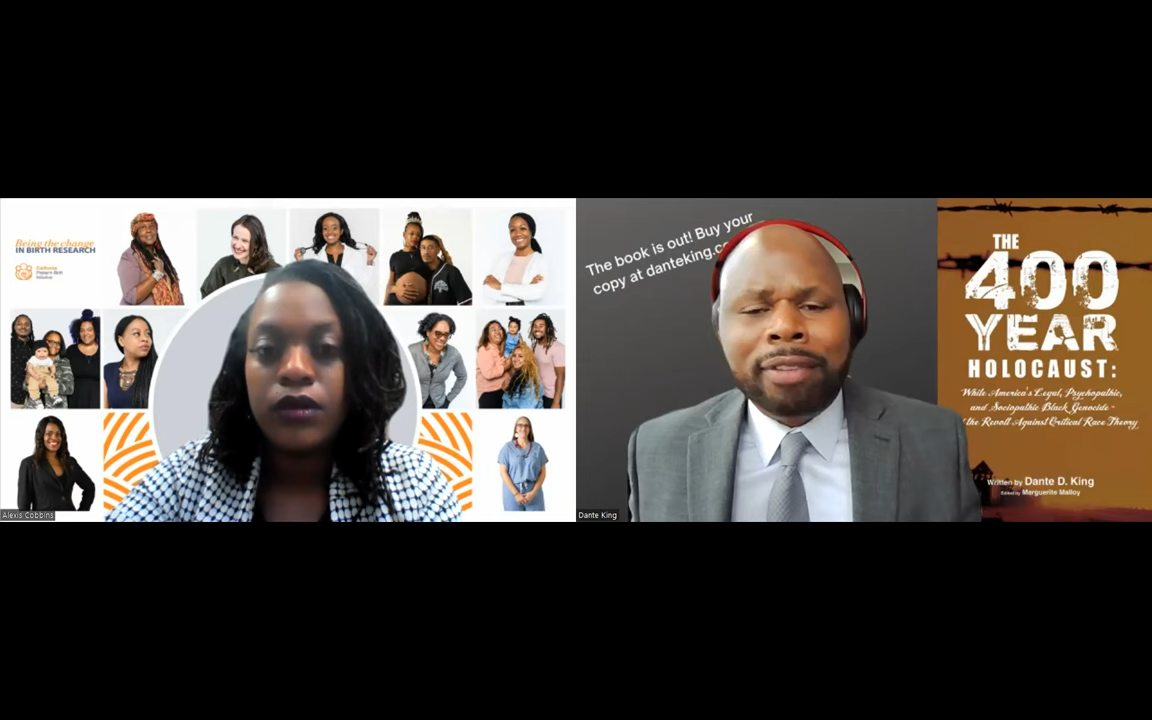 Being the change
IN BIRTH RESEARCH
California
Preterm Birth
Initiative
Alexis Cobbins
The book is out! Buy your
copy at danteking.co
THE
400
YEAR
HOLOCAUST:
White America's Legal, Psychopathic,
and Sociopathic Black Genocide -
the Revolt Against Critical Race Theory
Written by Dante D. King
Edited by Marguerite Malloy
Dante King